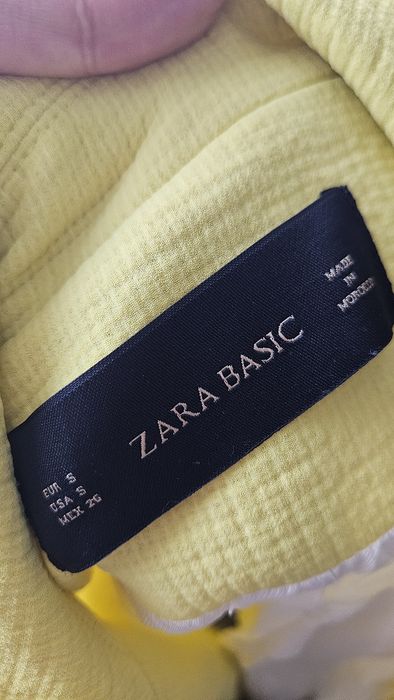 EUR S
USA S
MEX 26
ZARA BASIC
MADE
IN
MOROCCO